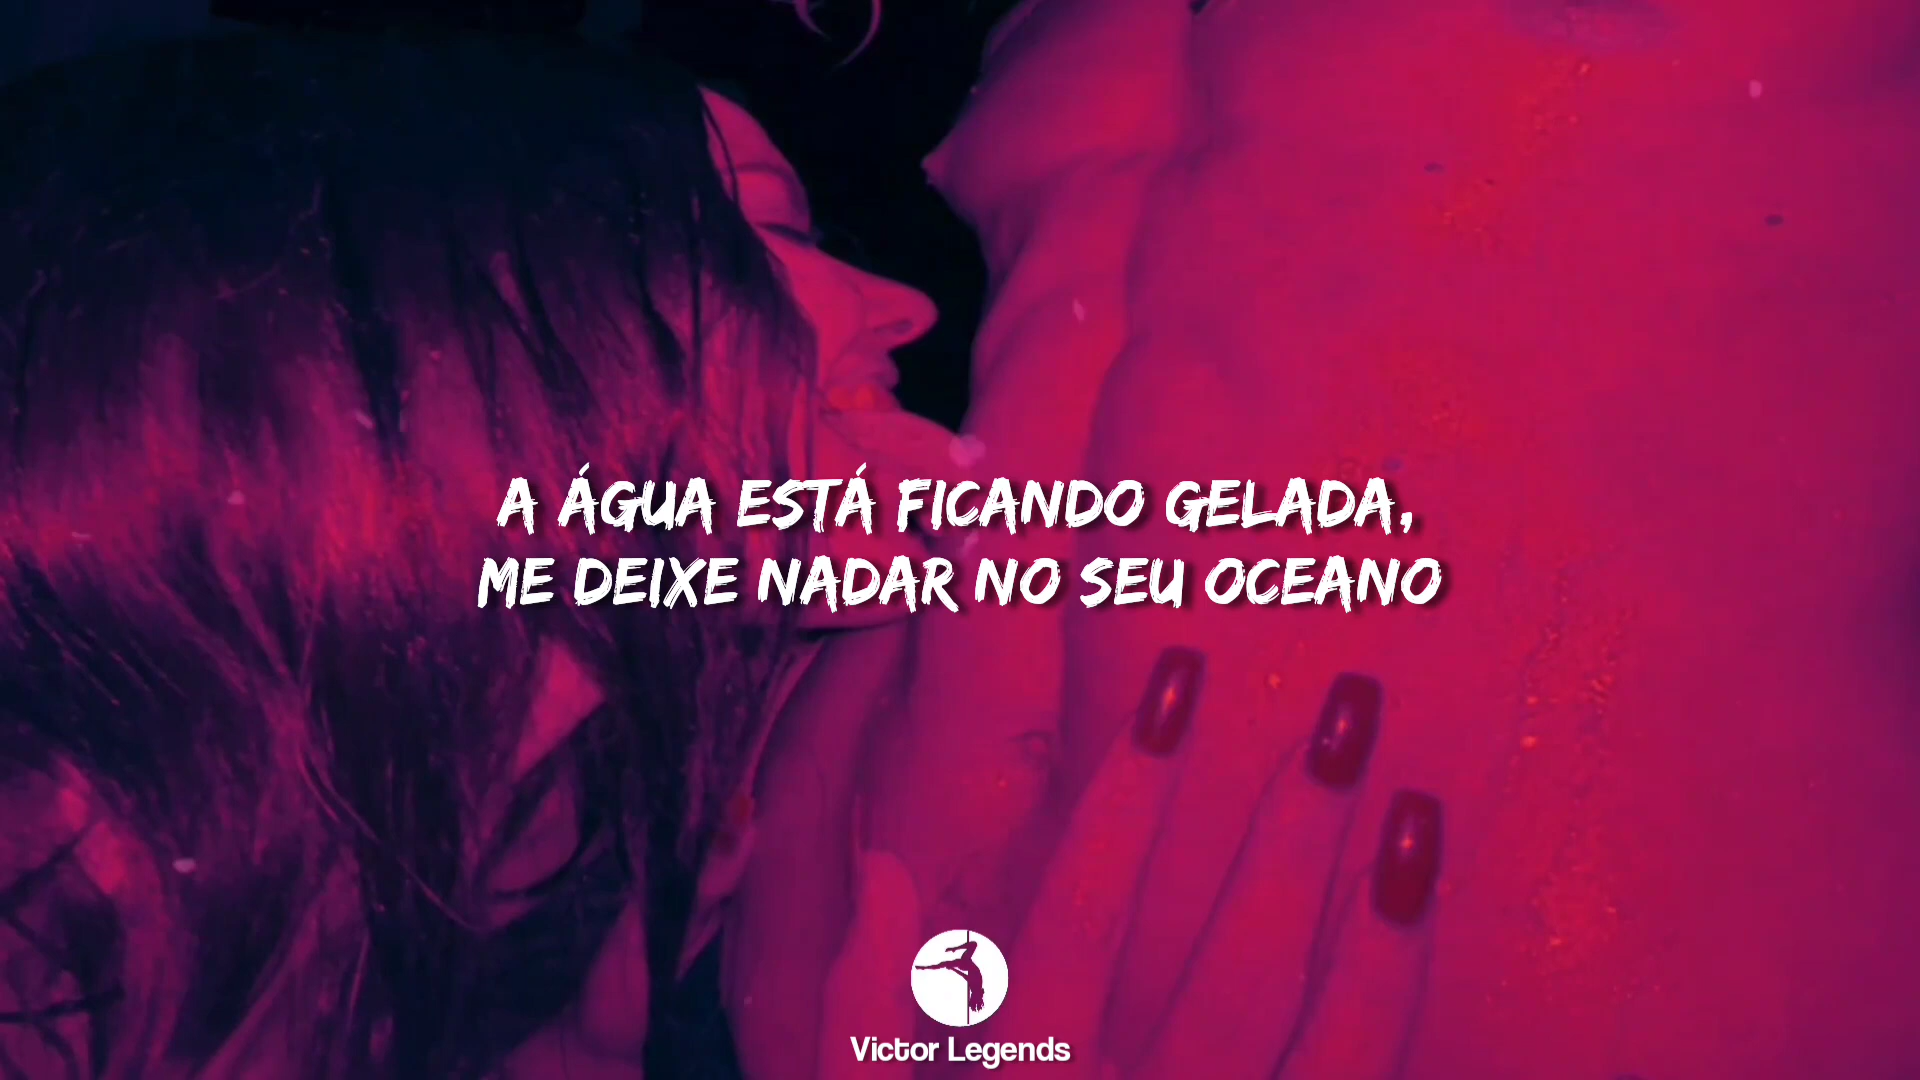 A ÁGUA ESTÁ FICANDO GELADA,
ME DEIXE NADAR NO SEU OCEANO
Victor Legends